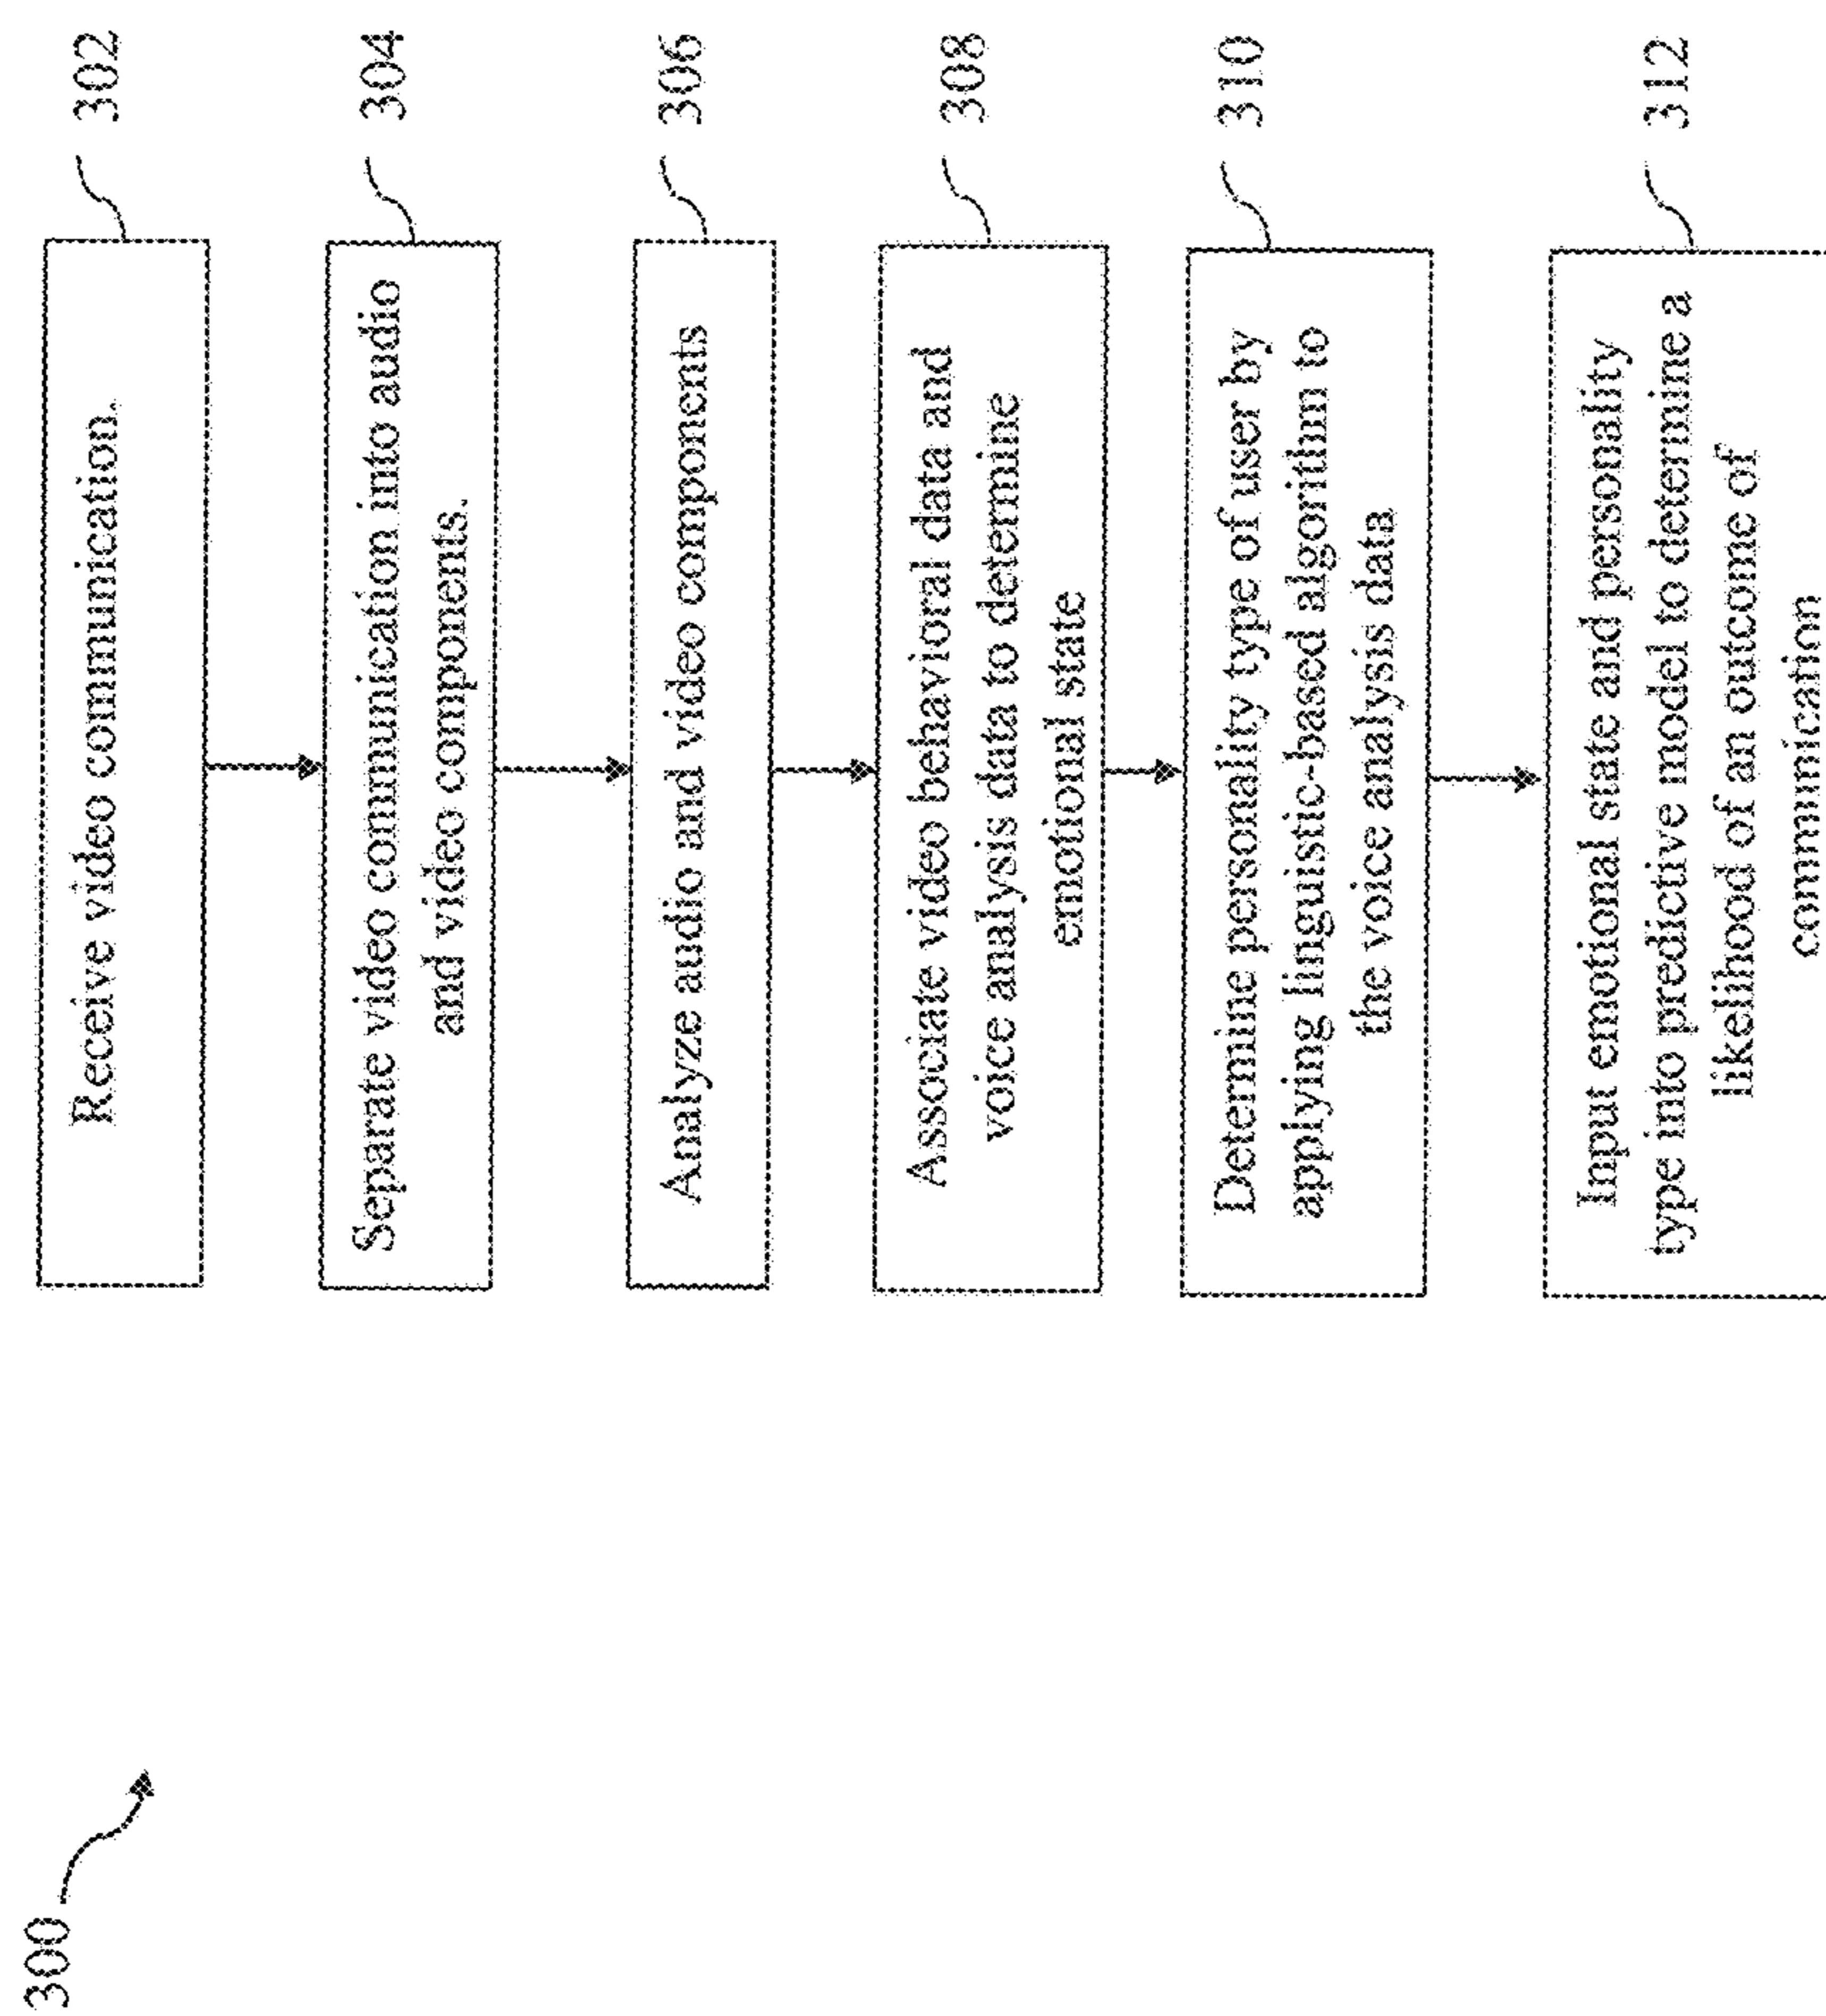 300
Receive video communication.
302
Separate video communication into audio
and video components.
304
Analyze audio and video components
306
Associate video behavioral data and
voice analysis data to determine
emotional state
308
Determine personality type of user by
applying linguistic-based algorithm to
the voice analysis data
310
Input emotional state and personality
type into predictive model to determine a
likelihood of an outcome of
communication
312